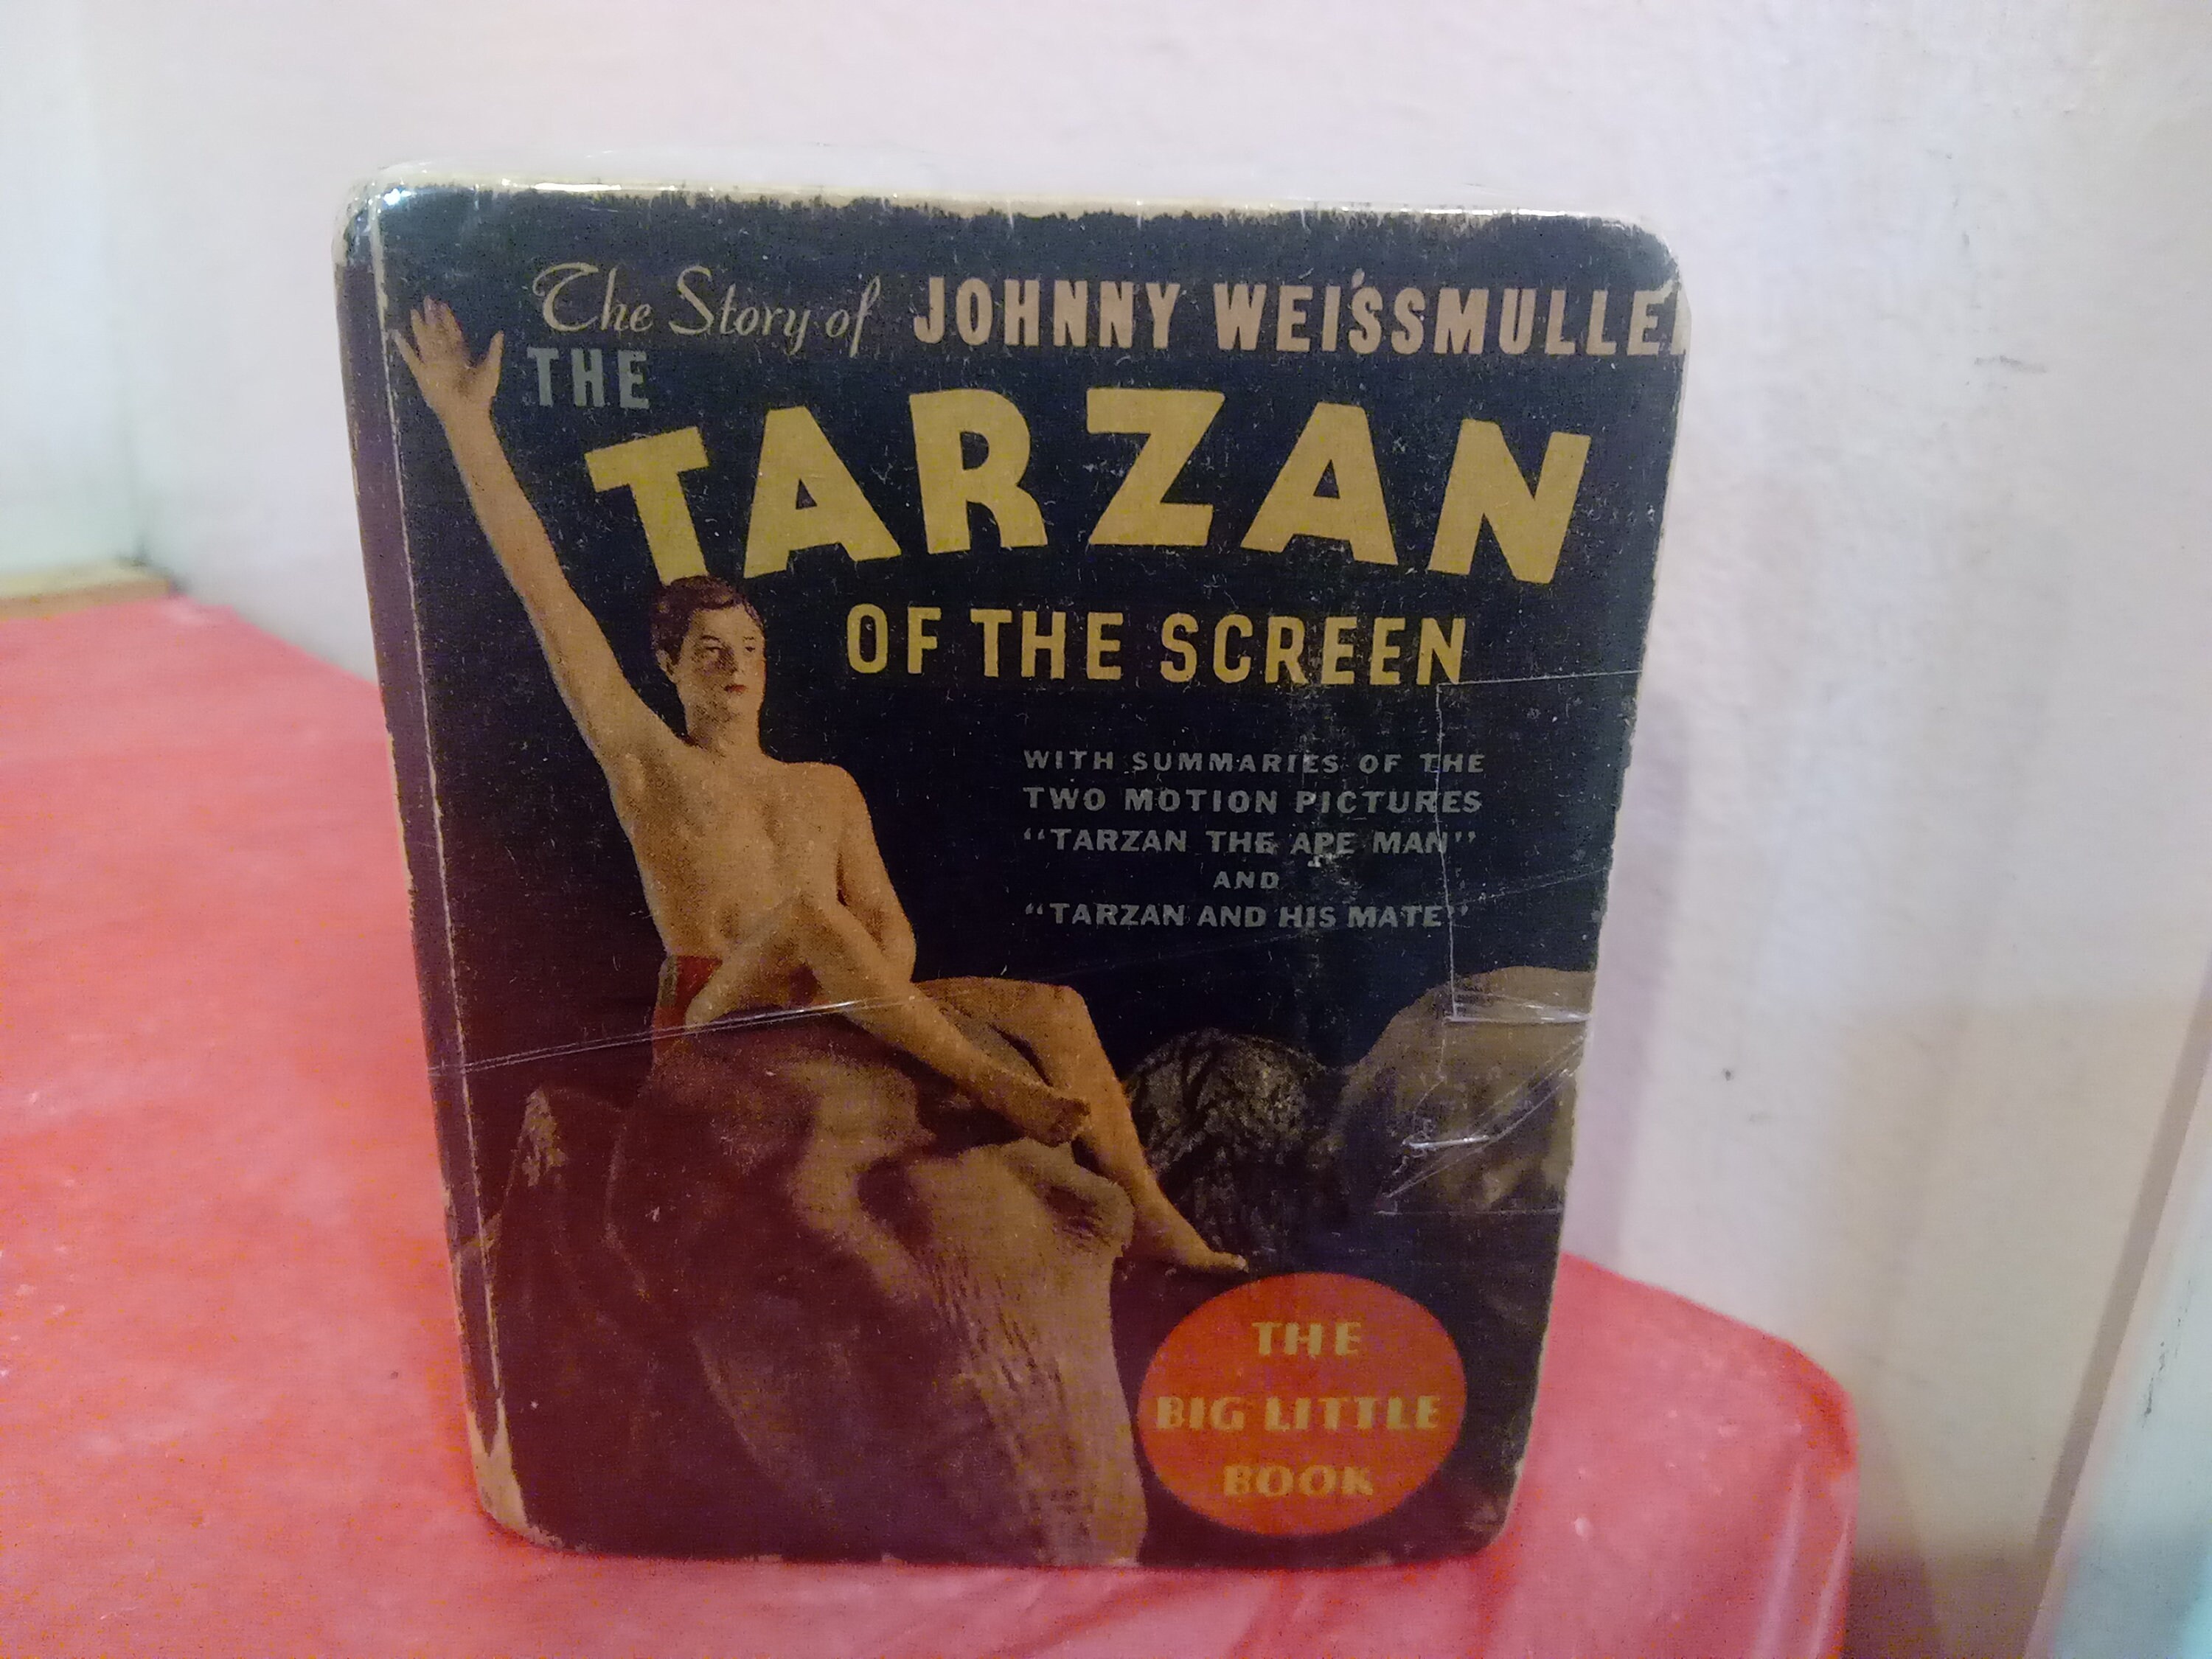 The Story of JOHNNY WEISSMULLER
THE
TARZAN
OF THE SCREEN
WITH SUMMARIES OF THE
TWO MOTION PICTURES
"TARZAN THE APE MAN"
AND
"TARZAN AND HIS MATE"
THE
BIG LITTLE
BOOK